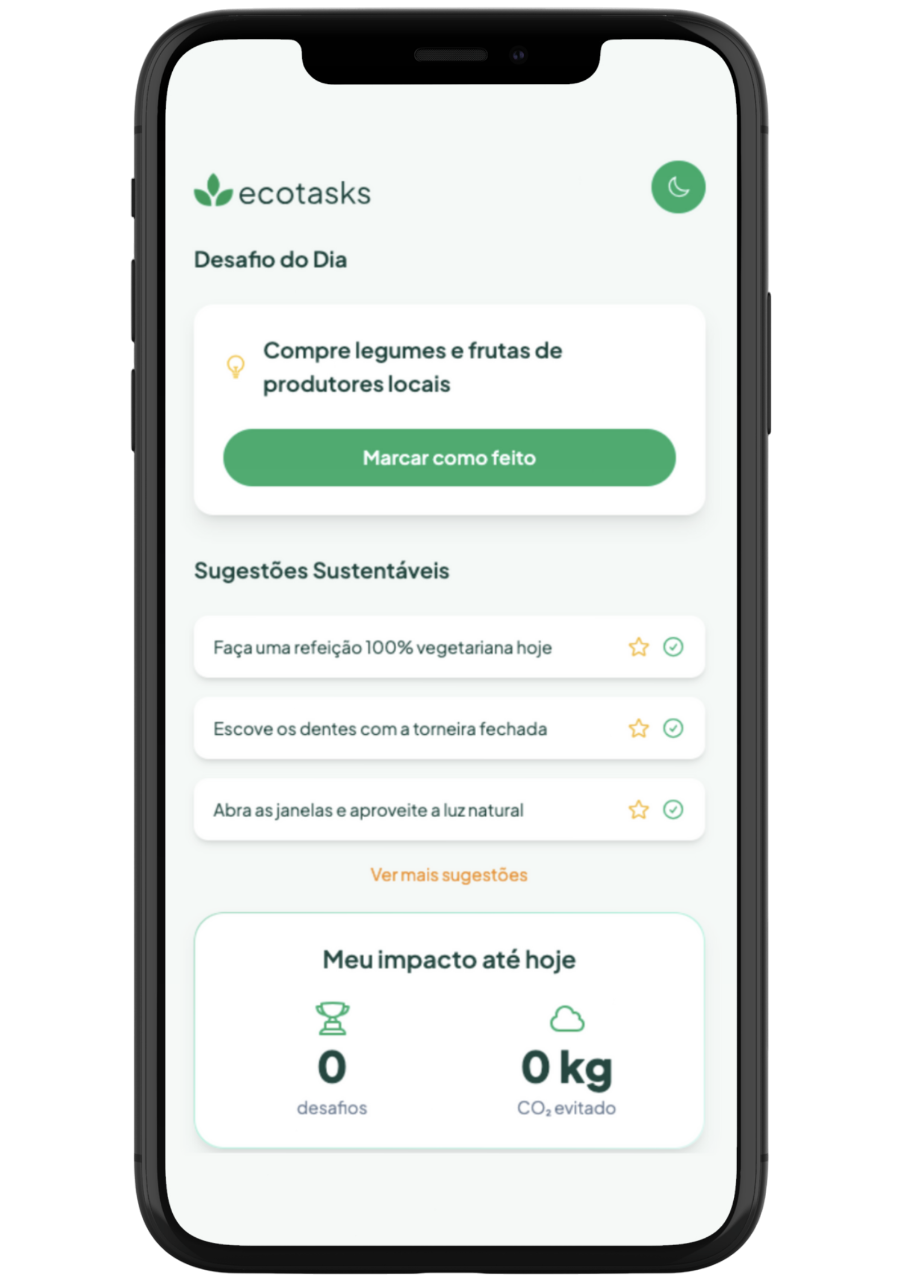 ecotasks
Desafio do Dia
Compre legumes e frutas de
produtores locais
Marcar como feito
Sugestões Sustentáveis
Faça uma refeição 100% vegetariana hoje
Escove os dentes com a torneira fechada
Abra as janelas e aproveite a luz natural
Ver mais sugestões
Meu impacto até hoje
0
desafios
0 kg
CO₂ evitado